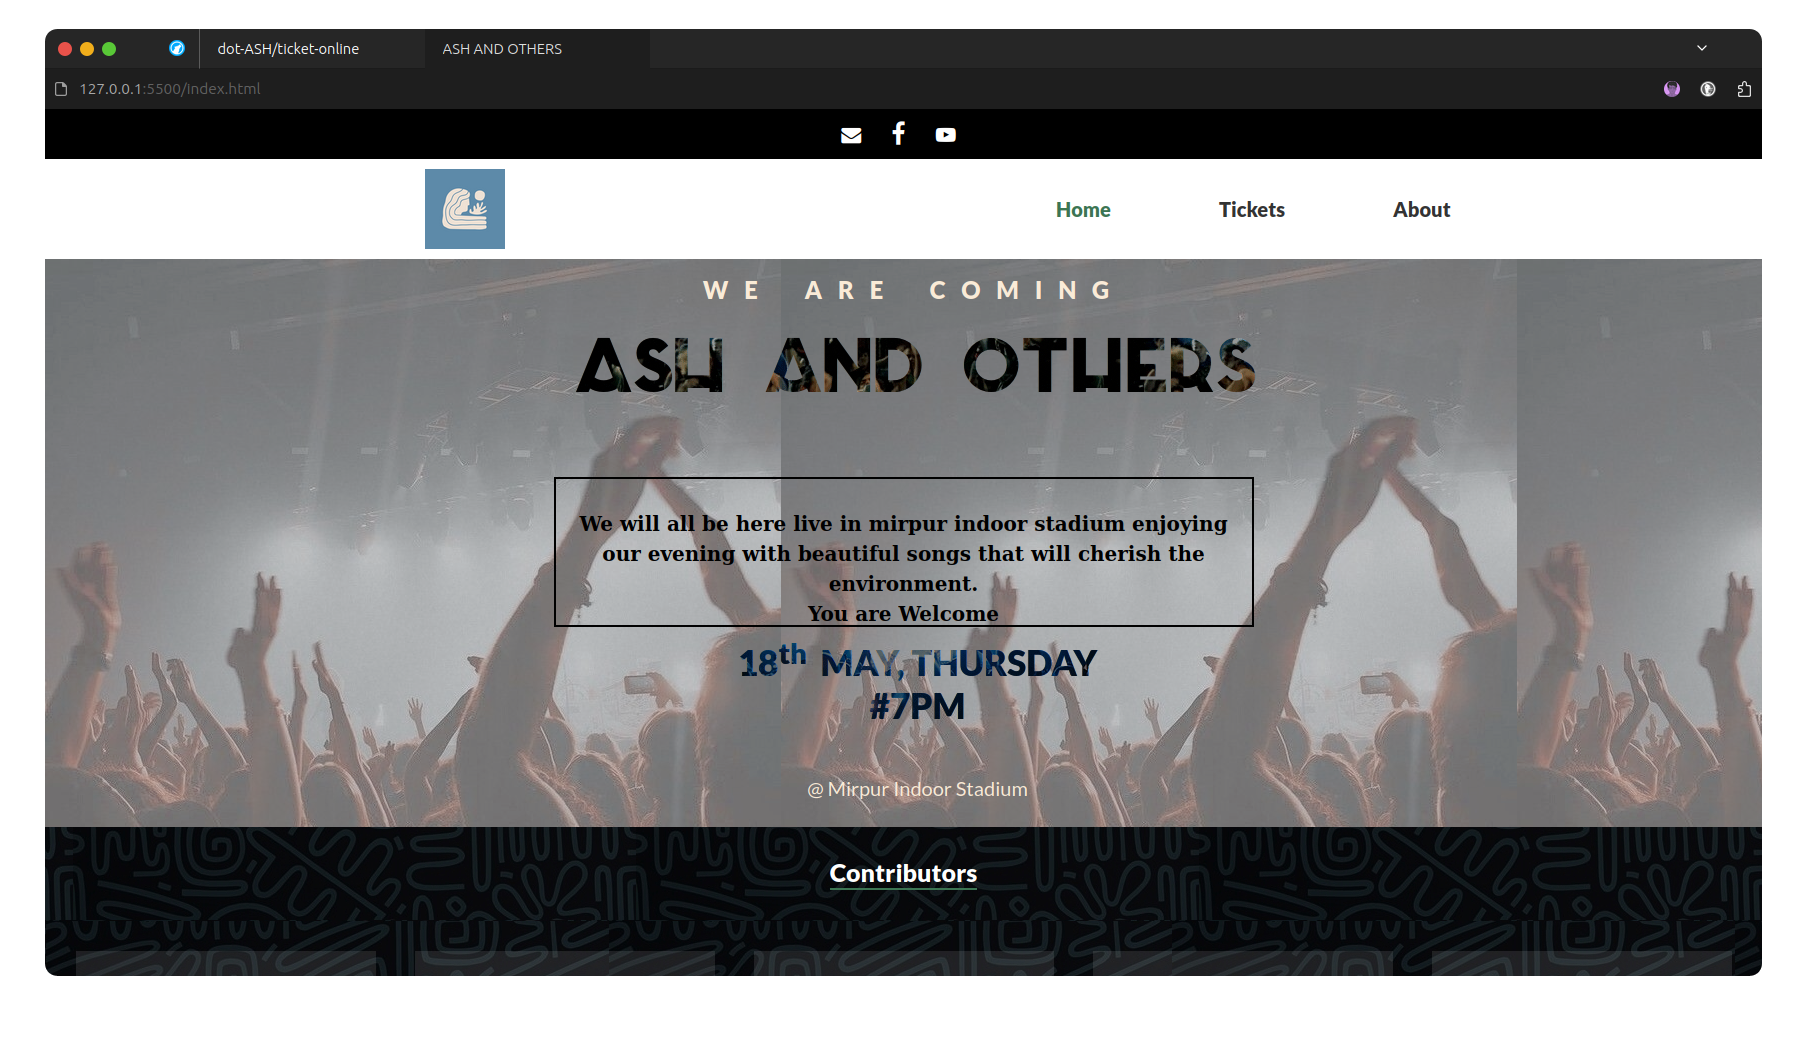 dot-ASH/ticket-online
ASH AND OTHERS
127.0.0.1:5500/index.html
Home
Tickets
About
WE ARE COMING
ASH AND OTHERS
We will all be here live in mirpur indoor stadium enjoying
our evening with beautiful songs that will cherish the
environment.
You are Welcome
18th MAY, THURSDAY
#7PM
@ Mirpur Indoor Stadium
Contributors